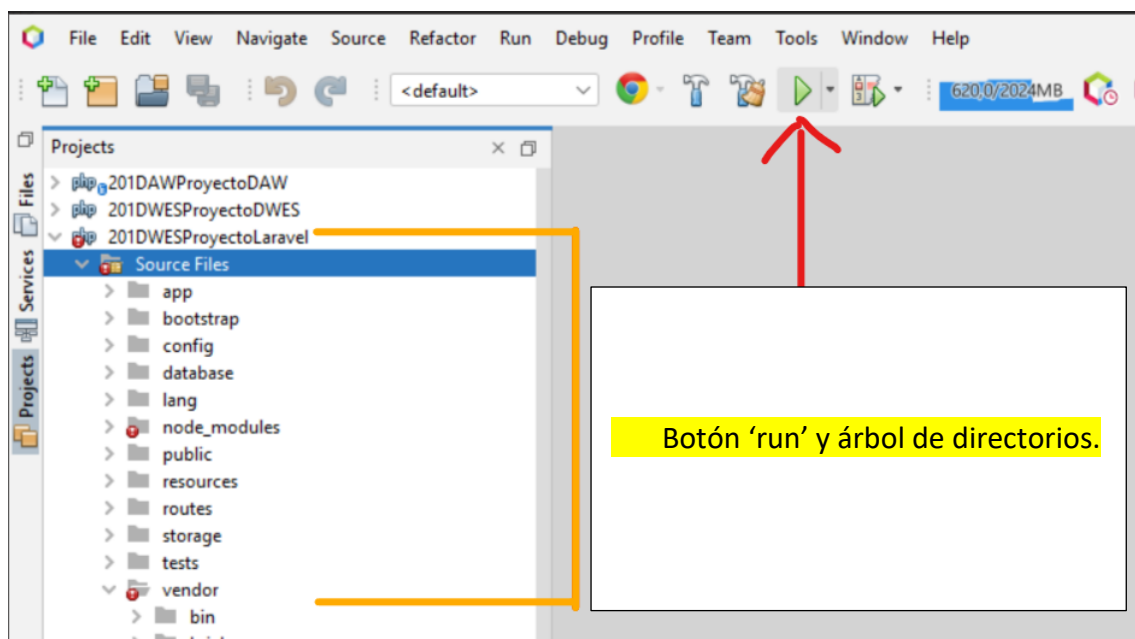 File Edit View Navigate Source Refactor Run Debug Profile Team Tools Window Help
<default>
620,0/2024MB
Projects
Files
Services
Projects
201DAWProyectoDAW
201DWESProyectoDWES
201DWESProyectoLaravel
Source Files
app
bootstrap
config
database
lang
node_modules
public
resources
routes
storage
tests
vendor
bin
Botón ‘run’ y árbol de directorios.